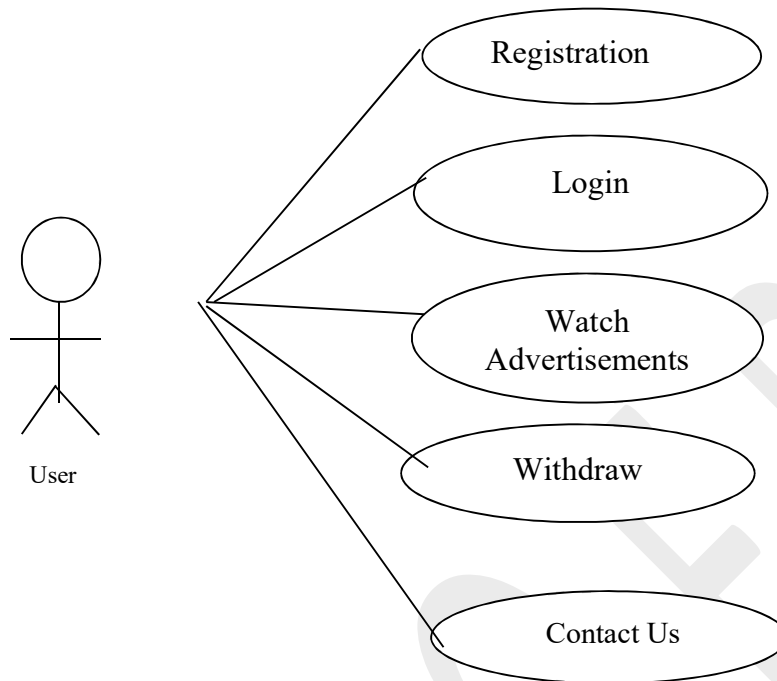 Registration
Login
Watch
Advertisements
Withdraw
User
Contact Us